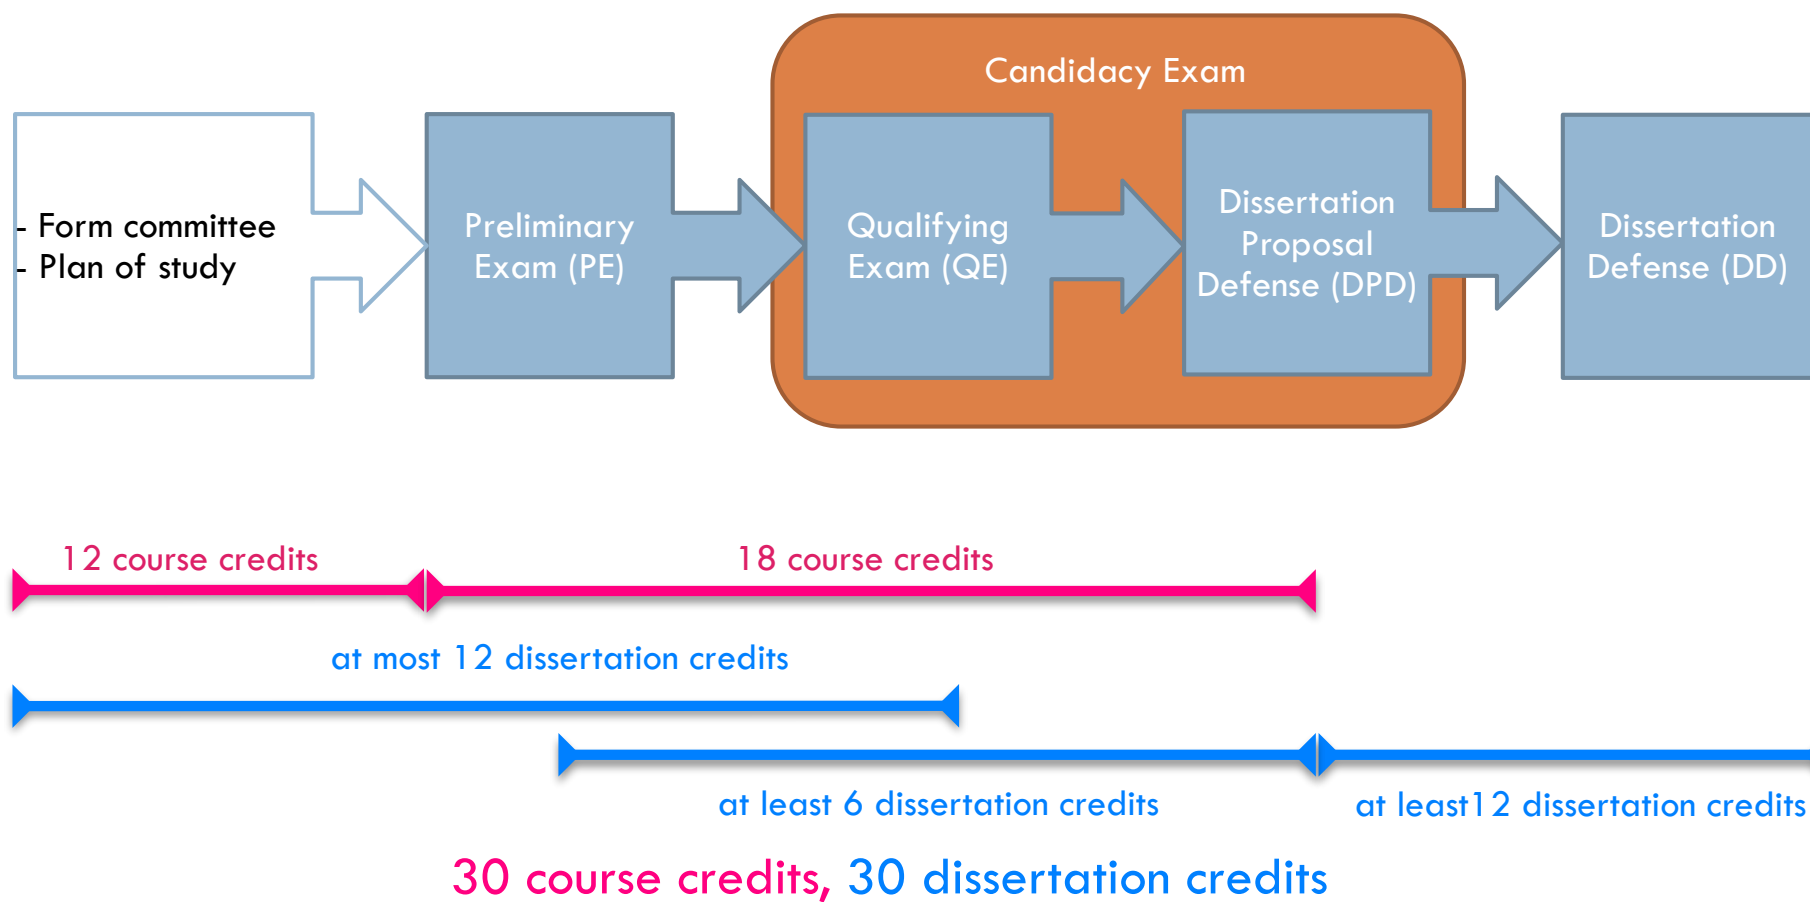 Candidacy Exam
- Form committee
- Plan of study
Preliminary
Exam (PE)
Qualifying
Exam (QE)
Dissertation
Proposal
Defense (DPD)
Dissertation
Defense (DD)
12 course credits
18 course credits
at most 12 dissertation credits
at least 6 dissertation credits
at least12 dissertation credits
30 course credits, 30 dissertation credits